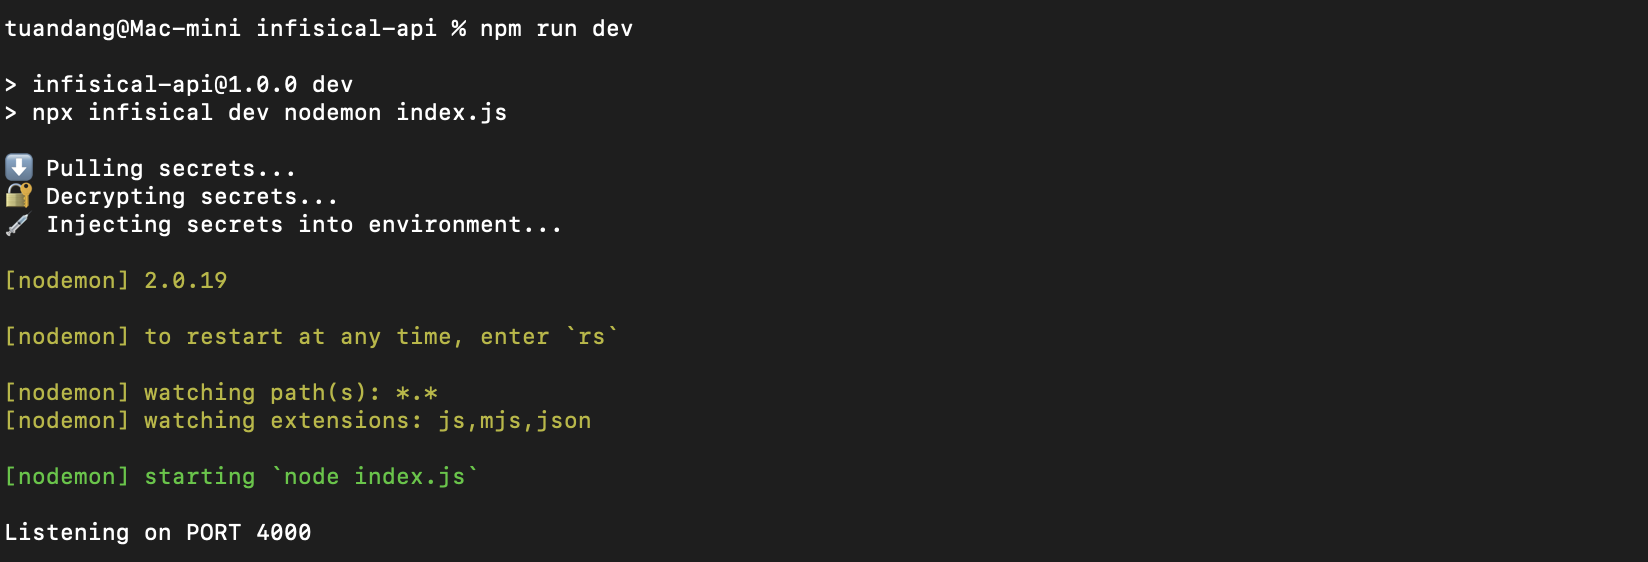 tuandang@Mac-mini infisical-api % npm run dev
> infisical-api@1.0.0 dev
> npx infisical dev nodemon index.js
⬇️ Pulling secrets...
🔐 Decrypting secrets...
💉 Injecting secrets into environment...
[nodemon] 2.0.19
[nodemon] to restart at any time, enter `rs`
[nodemon] watching path(s): *.*
[nodemon] watching extensions: js,mjs,json
[nodemon] starting `node index.js`
Listening on PORT 4000